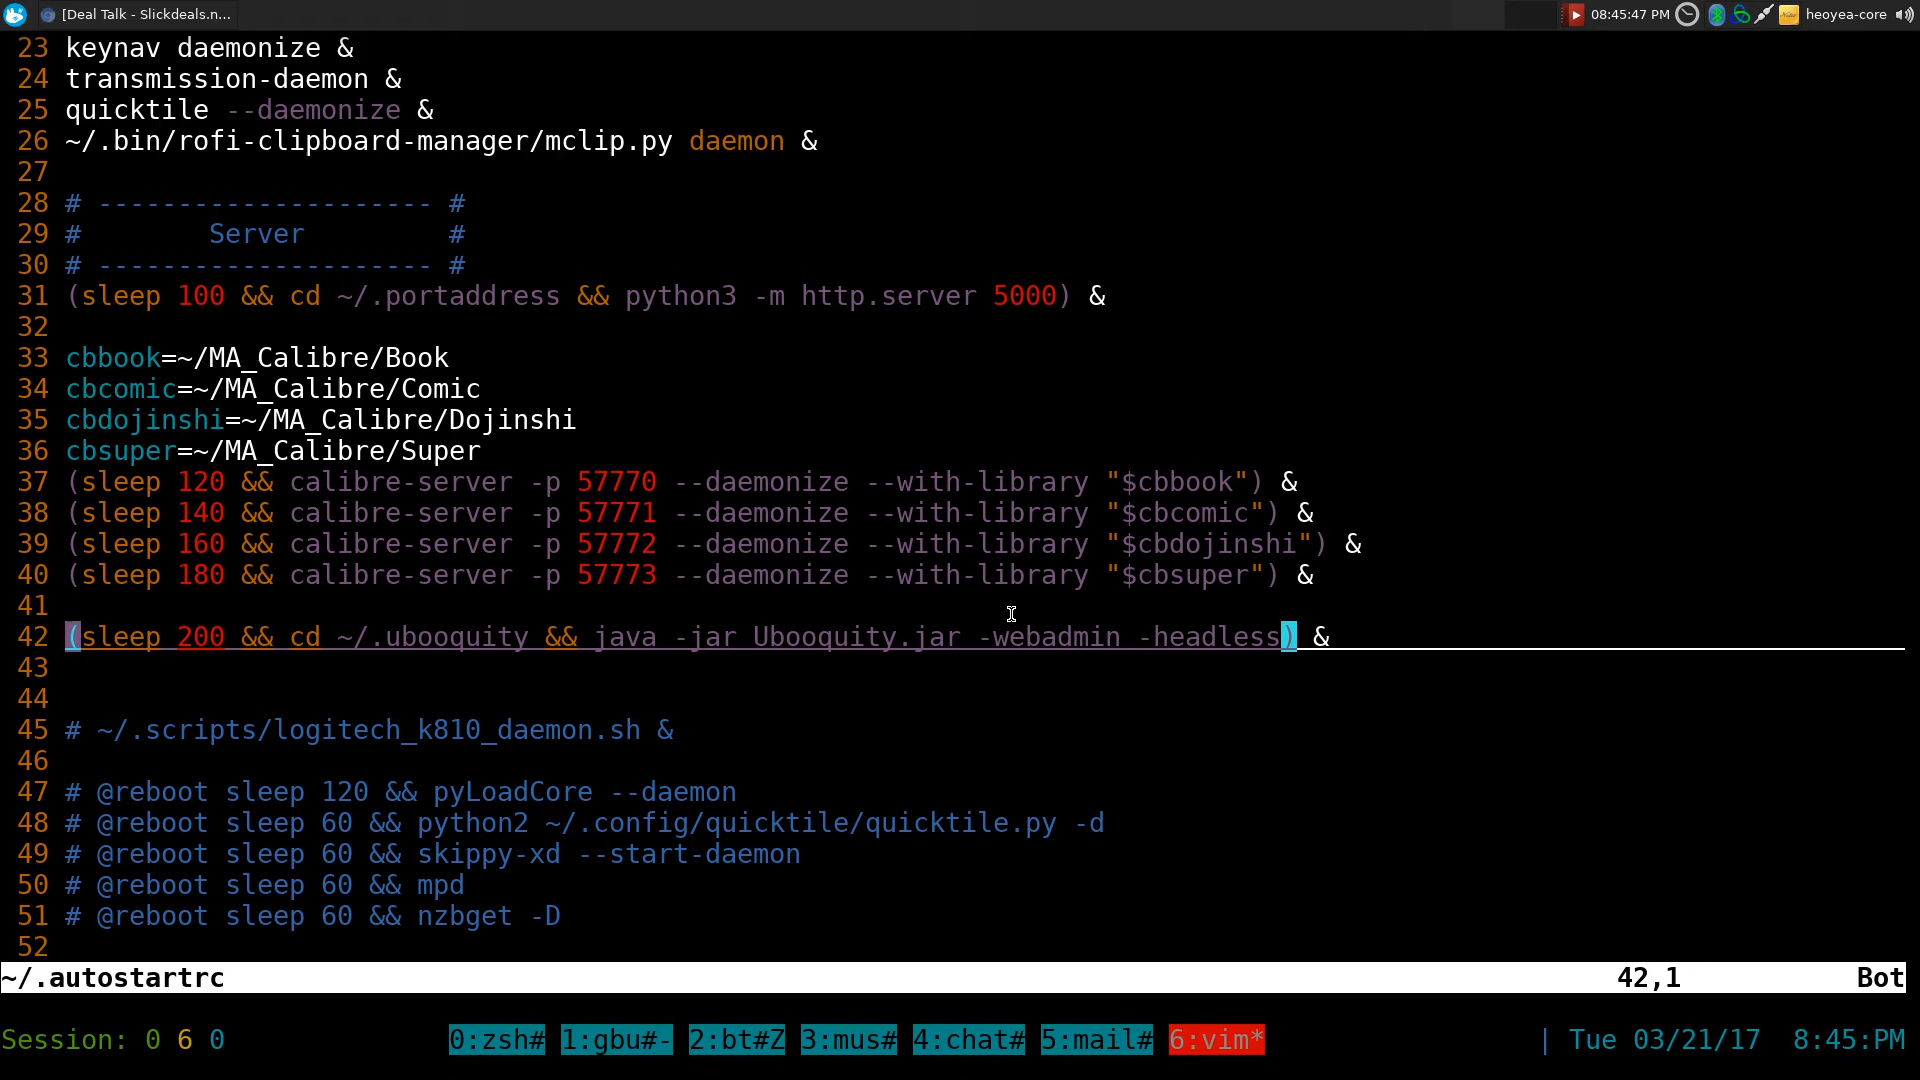 [Deal Talk - Slickdeals.n... 08:45:47 PM heoyea-core
23 keynav daemonize &
24 transmission-daemon &
25 quicktile --daemonize &
26 ~/.bin/rofi-clipboard-manager/mclip.py daemon &
27
28 # --------------------- #
29 #        Server         #
30 # --------------------- #
31 (sleep 100 && cd ~/.portaddress && python3 -m http.server 5000) &
32
33 cbbook=~/MA_Calibre/Book
34 cbcomic=~/MA_Calibre/Comic
35 cbdojinshi=~/MA_Calibre/Dojinshi
36 cbsuper=~/MA_Calibre/Super
37 (sleep 120 && calibre-server -p 57770 --daemonize --with-library "$cbbook") &
38 (sleep 140 && calibre-server -p 57771 --daemonize --with-library "$cbcomic") &
39 (sleep 160 && calibre-server -p 57772 --daemonize --with-library "$cbdojinshi") &
40 (sleep 180 && calibre-server -p 57773 --daemonize --with-library "$cbsuper") &
41
42 (sleep 200 && cd ~/.ubooquity && java -jar Ubooquity.jar -webadmin -headless) &
43
44
45 # ~/.scripts/logitech_k810_daemon.sh &
46
47 # @reboot sleep 120 && pyLoadCore --daemon
48 # @reboot sleep 60 && python2 ~/.config/quicktile/quicktile.py -d
49 # @reboot sleep 60 && skippy-xd --start-daemon
50 # @reboot sleep 60 && mpd
51 # @reboot sleep 60 && nzbget -D
52
~/.autostartrc 42,1 Bot
Session: 0 6 0 0:zsh# 1:gbu#- 2:bt#Z 3:mus# 4:chat# 5:mail# 6:vim* | Tue 03/21/17 8:45:PM